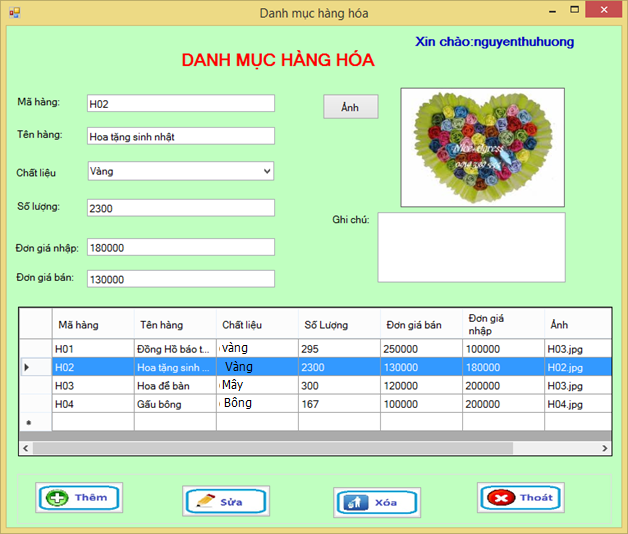 Danh mục hàng hóa
Xin chào:nguyenthuhuong
DANH MỤC HÀNG HÓA
Mã hàng: H02
Ảnh
Tên hàng: Hoa tặng sinh nhật
Chất liệu Vàng
Số lượng: 2300
Ghi chú:
Đơn giá nhập: 180000
Đơn giá bán: 130000
Mã hàng Tên hàng Chất liệu Số Lượng Đơn giá bán Đơn giá nhập Ảnh
H01 Đồng Hồ báo t... vàng 295 250000 100000 H03.jpg
H02 Hoa tặng sinh ... Vàng 2300 130000 180000 H02.jpg
H03 Hoa để bàn Mây 300 120000 200000 H03.jpg
H04 Gấu bông Bông 167 100000 200000 H04.jpg
Thêm Sửa Xóa Thoát